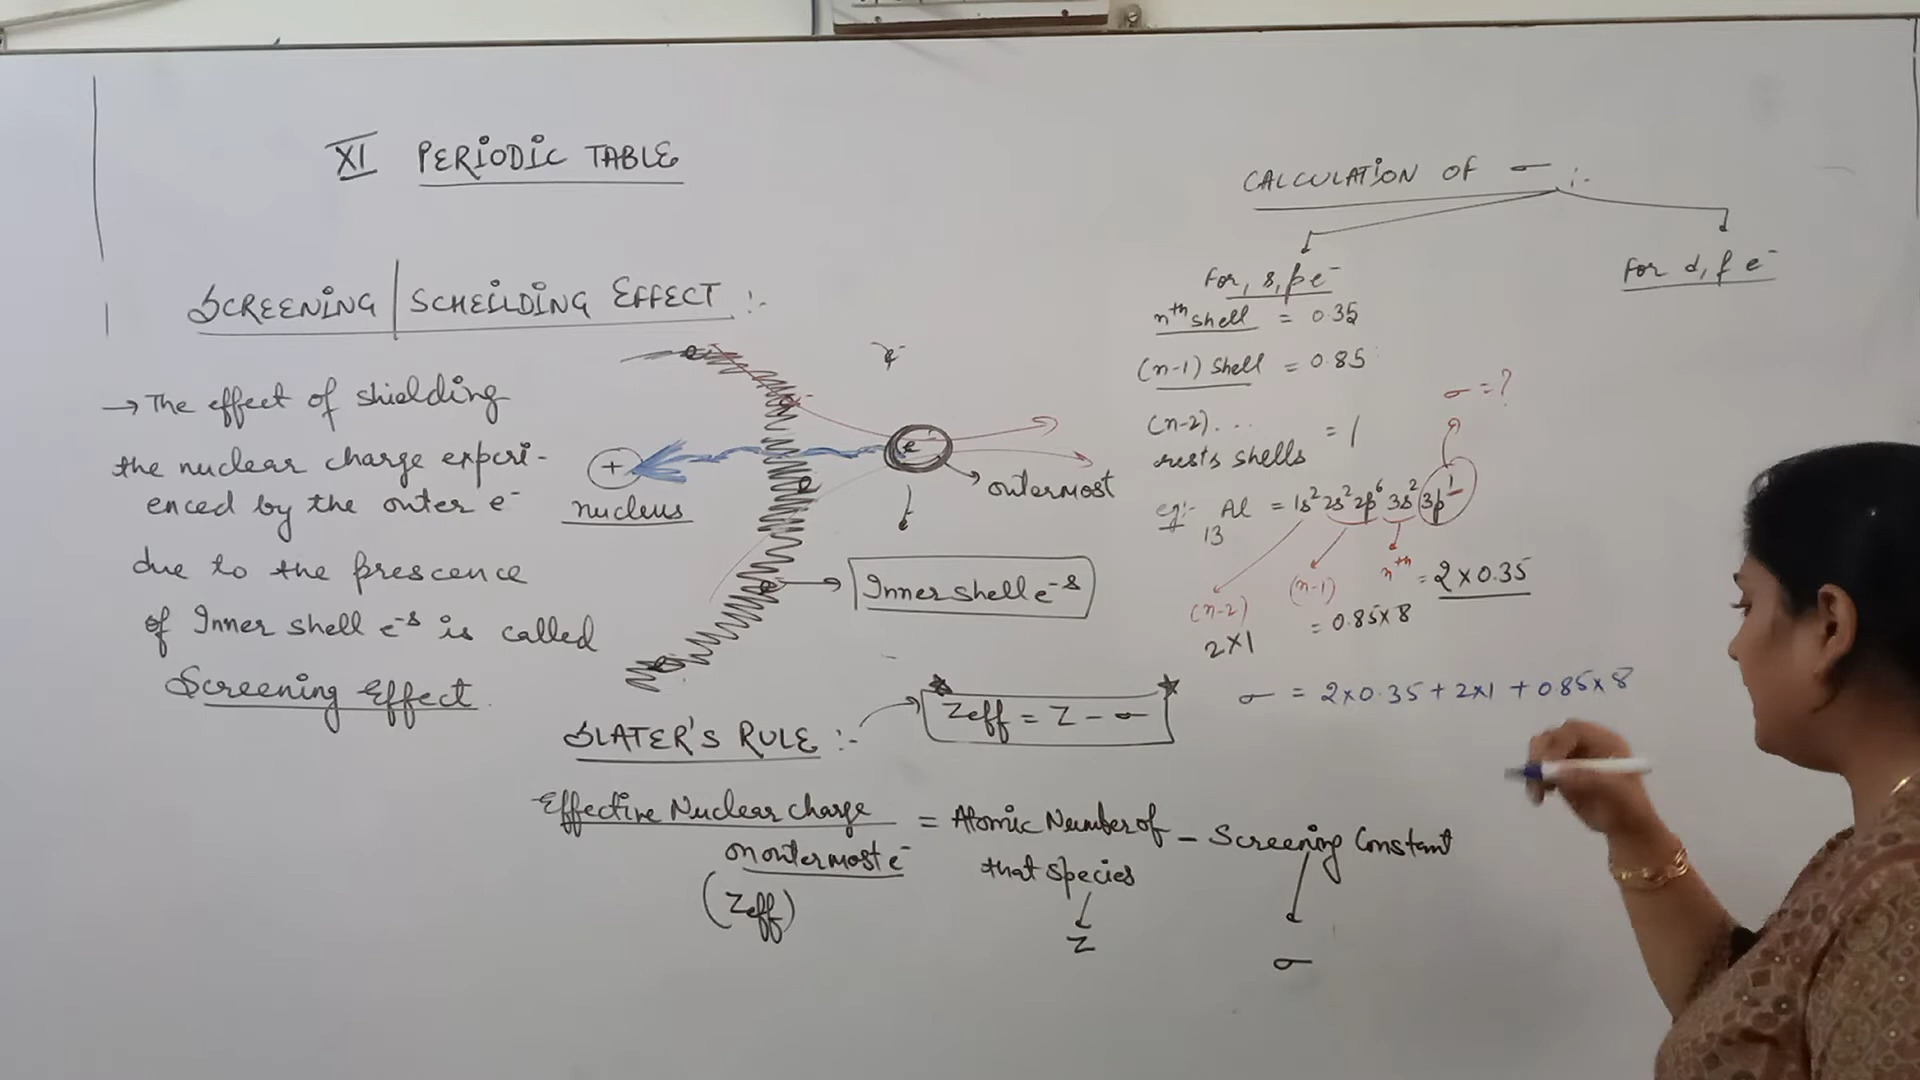 XI PERIODIC TABLE
SCREENING/SCHEILDING EFFECT :-
→ The effect of shielding
the nuclear charge experi-
enced by the outer e⁻
due to the prescence
of Inner shell e⁻s is called
Screening Effect.
e⁻
e⁻
+
nucleus
outermost
Inner shell e⁻s
SLATER'S RULE :-
Zeff = Z - σ
Effective Nuclear charge
on outermost e⁻
(Zeff)
= Atomic Number of
that species
- Screening Constant
Z
σ
CALCULATION OF σ :-
For, s, p e⁻
For d, f e⁻
nth shell = 0.35
(n-1) shell = 0.85
(n-2)...
rests shells = 1
σ = ?
eg:- Al = 1s² 2s² 2p⁶ 3s² 3p¹
13
(n-2)
2×1
(n-1)
= 0.85×8
nth = 2×0.35
σ = 2×0.35 + 2×1 + 0.85×8